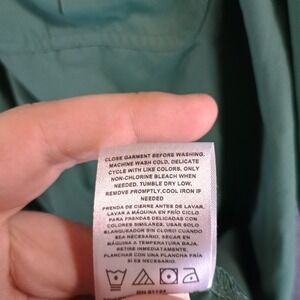 CLOSE GARMENT BEFORE WASHING.
MACHINE WASH COLD, DELICATE
CYCLE WITH LIKE COLORS, ONLY
NON-CHLORINE BLEACH WHEN
NEEDED. TUMBLE DRY LOW,
REMOVE PROMPTLY, COOL IRON IF
NEEDED
PRENDA DE CIERRE ANTES DE LAVAR,
LAVAR A MÁQUINA EN FRÍO CICLO
PARA PRENDAS DELICADAS CON
COLORES SIMILARES, USAR SOLO
BLANQUEADOR SIN CLORO CUANDO
SEA NECESARIO, SECAR EN
MÁQUINA A TEMPERATURA BAJA,
RETIRE INMEDIATAMENTE,
PLANCHAR CON UNA PLANCHA FRÍA
SI ES NECESARIO